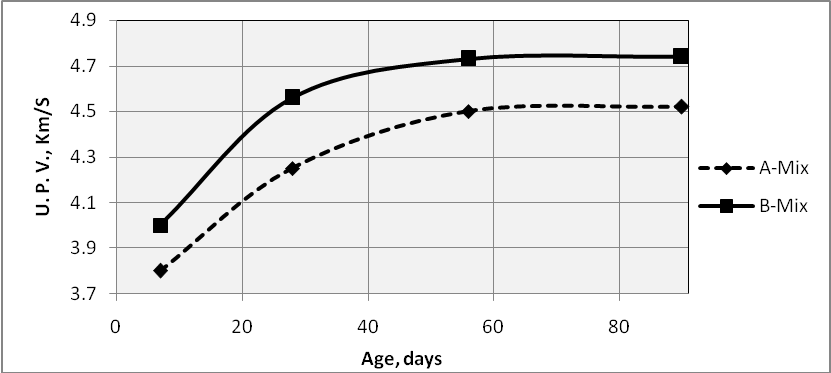 4.9
4.7
4.5
4.3
4.1
3.9
3.7
U. P. V., Km/S
0 20 40 60 80
Age, days
A-Mix
B-Mix